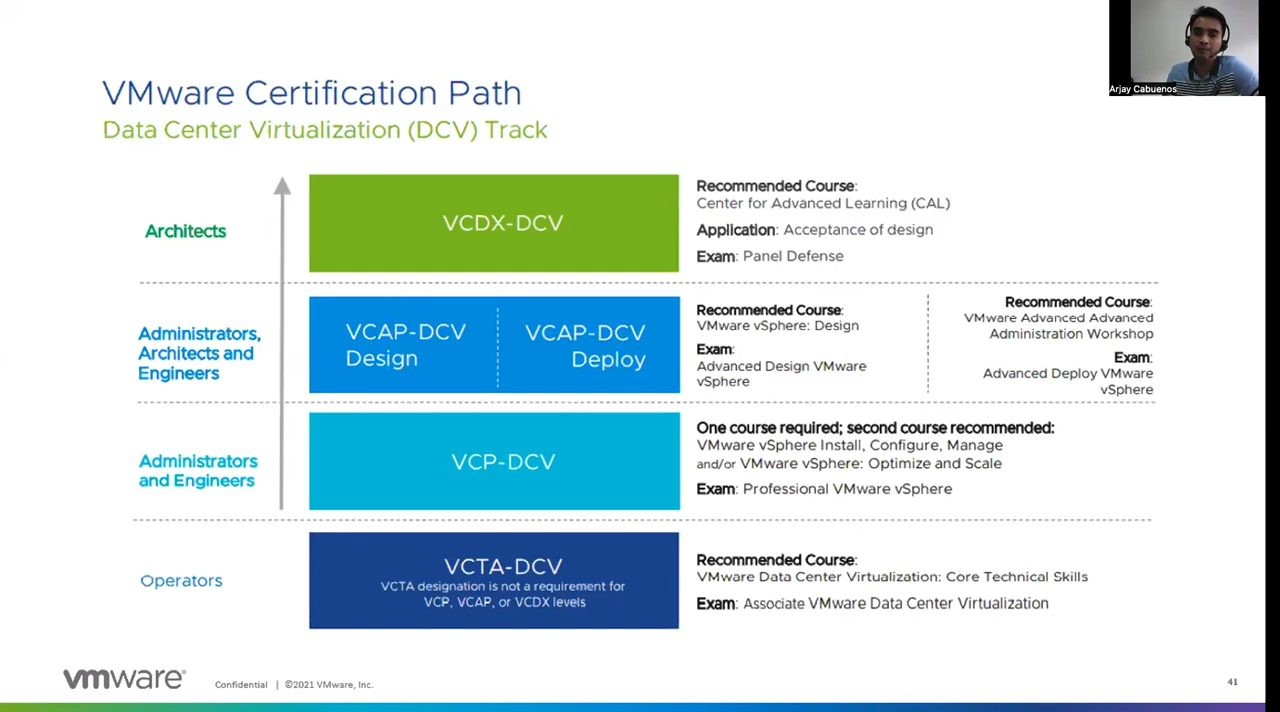 Arjay Cabuenos
VMware Certification Path
Data Center Virtualization (DCV) Track
Architects
VCDX-DCV
Recommended Course:
Center for Advanced Learning (CAL)
Application: Acceptance of design
Exam: Panel Defense
Administrators,
Architects and
Engineers
VCAP-DCV
Design
VCAP-DCV
Deploy
Recommended Course:
VMware vSphere: Design
Exam:
Advanced Design VMware
vSphere
Recommended Course:
VMware Advanced Advanced
Administration Workshop
Exam:
Advanced Deploy VMware
vSphere
Administrators
and Engineers
VCP-DCV
One course required; second course recommended:
VMware vSphere Install, Configure, Manage
and/or VMware vSphere: Optimize and Scale
Exam: Professional VMware vSphere
Operators
VCTA-DCV
VCTA designation is not a requirement for
VCP, VCAP, or VCDX levels
Recommended Course:
VMware Data Center Virtualization: Core Technical Skills
Exam: Associate VMware Data Center Virtualization
vmware®
Confidential | ©2021 VMware, Inc.
41